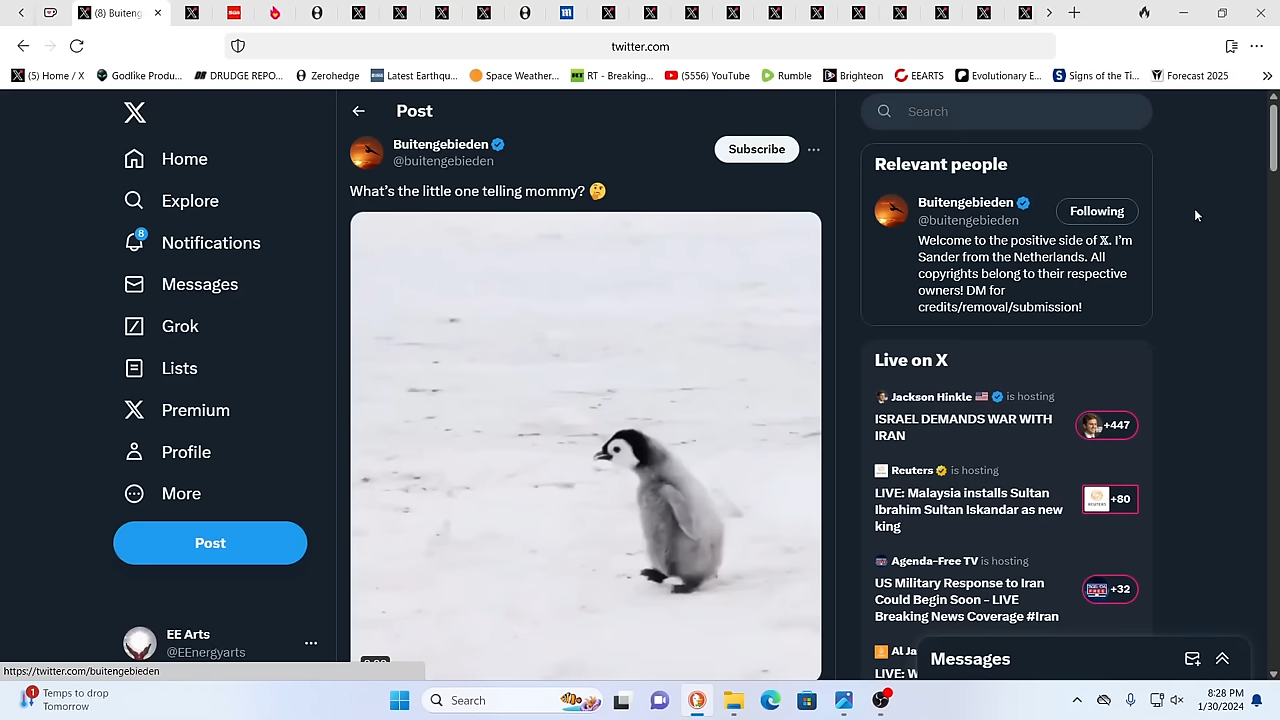 (8) Buiteng
twitter.com
(5) Home / X
Godlike Produ...
DRUDGE REPO...
Zerohedge
Latest Earthqu...
Space Weather...
RT - Breaking...
(5556) YouTube
Rumble
Brighteon
EEARTS
Evolutionary E...
Signs of the Ti...
Forecast 2025
Home
Explore
8
Notifications
Messages
Grok
Lists
Premium
Profile
More
Post
EE Arts
@EEnergyarts
https://twitter.com/buitengebieden
Post
Buitengebieden
@buitengebieden
Subscribe
What's the little one telling mommy? 🤔
Search
Relevant people
Buitengebieden
@buitengebieden
Following
Welcome to the positive side of 𝕏. I'm
Sander from the Netherlands. All
copyrights belong to their respective
owners! DM for
credits/removal/submission!
Live on X
Jackson Hinkle 🇺🇸 is hosting
ISRAEL DEMANDS WAR WITH
IRAN
+447
Reuters is hosting
LIVE: Malaysia installs Sultan
Ibrahim Sultan Iskandar as new
king
+80
Agenda-Free TV is hosting
US Military Response to Iran
Could Begin Soon - LIVE
Breaking News Coverage #Iran
+32
Al Ja
LIVE: W
Messages
1
Temps to drop
Tomorrow
Search
8:28 PM
1/30/2024